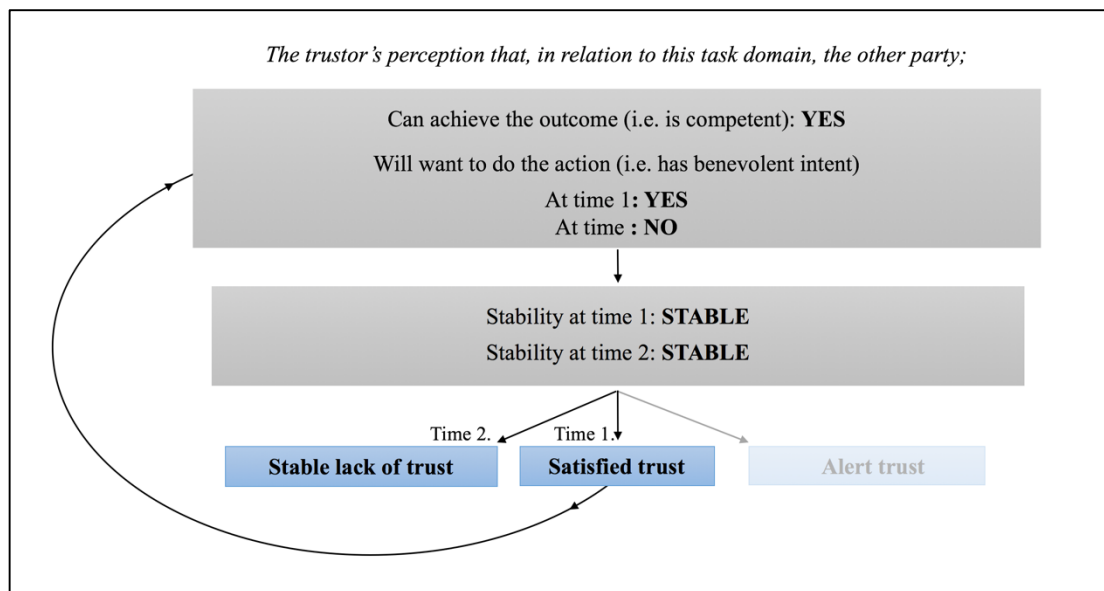 The trustor’s perception that, in relation to this task domain, the other party;
Can achieve the outcome (i.e. is competent): YES
Will want to do the action (i.e. has benevolent intent)
At time 1: YES
At time : NO
Stability at time 1: STABLE
Stability at time 2: STABLE
Time 2.
Time 1.
Stable lack of trust
Satisfied trust
Alert trust